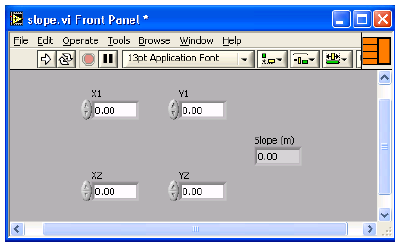 slope.vi Front Panel *
File Edit Operate Tools Browse Window Help
13pt Application Font
X1 Y1
0.00 0.00
Slope (m)
0.00
X2 Y2
0.00 0.00